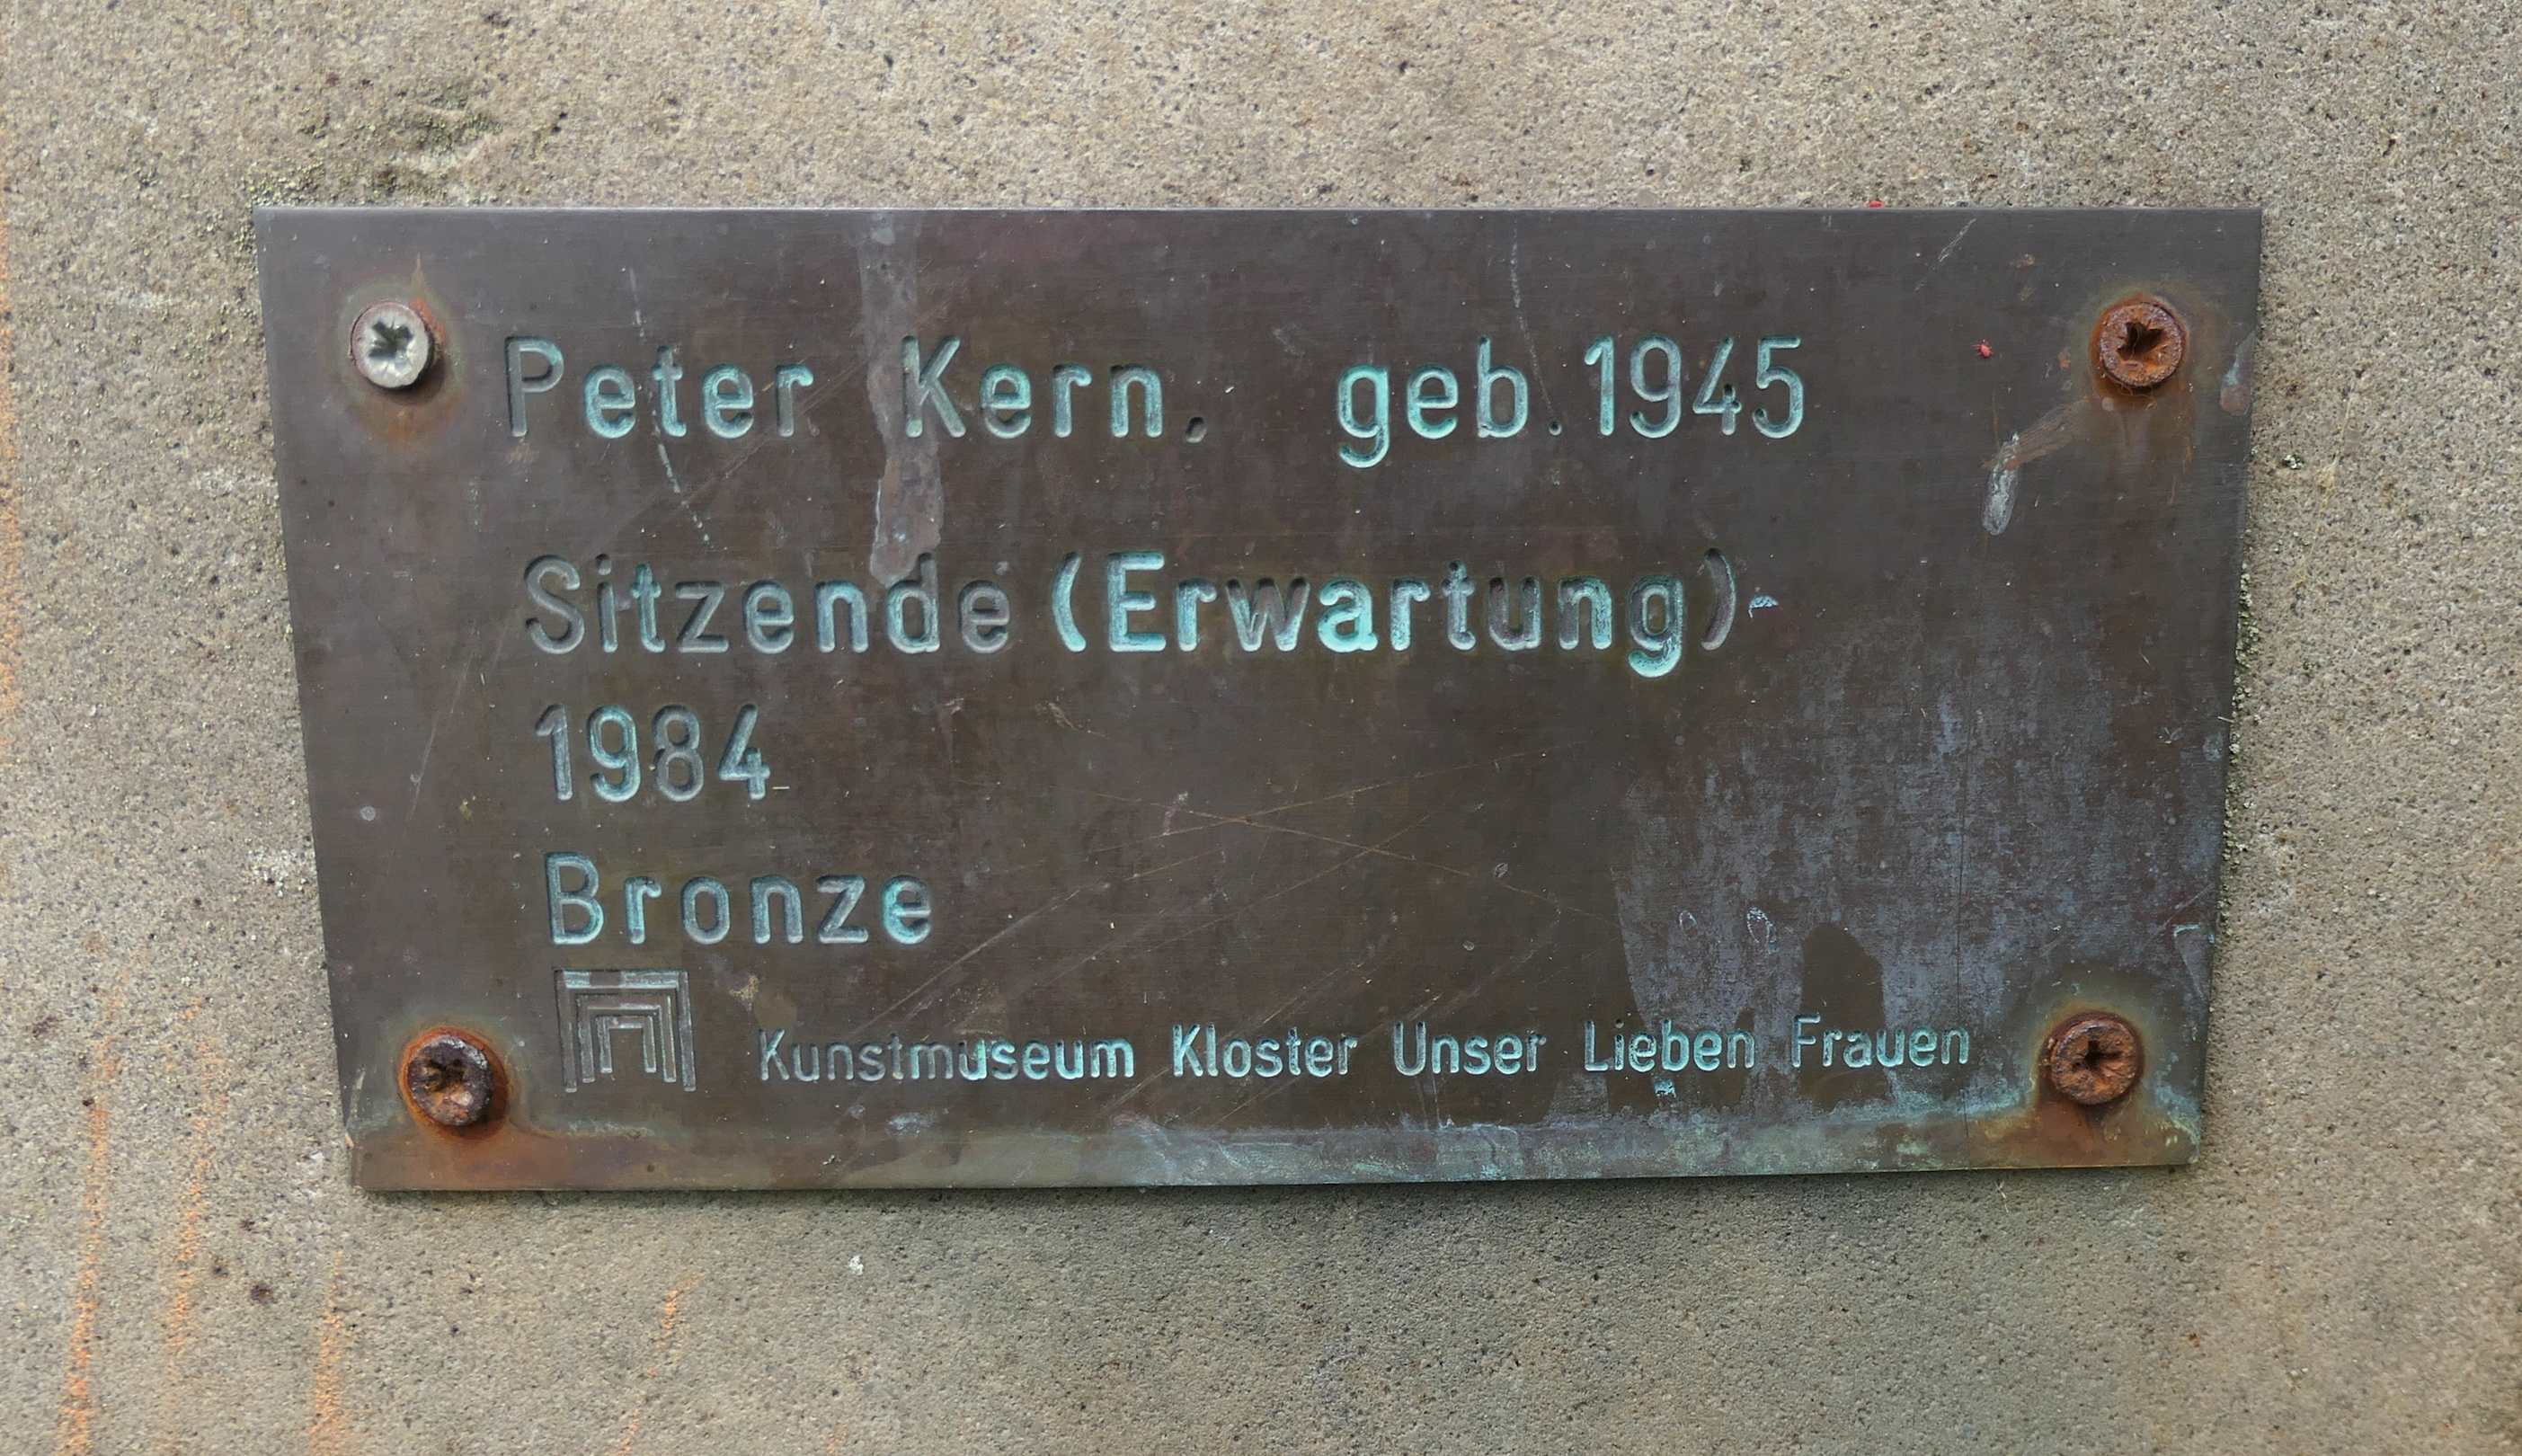 Peter Kern, geb. 1945
Sitzende (Erwartung)
1984
Bronze
Kunstmuseum Kloster Unser Lieben Frauen